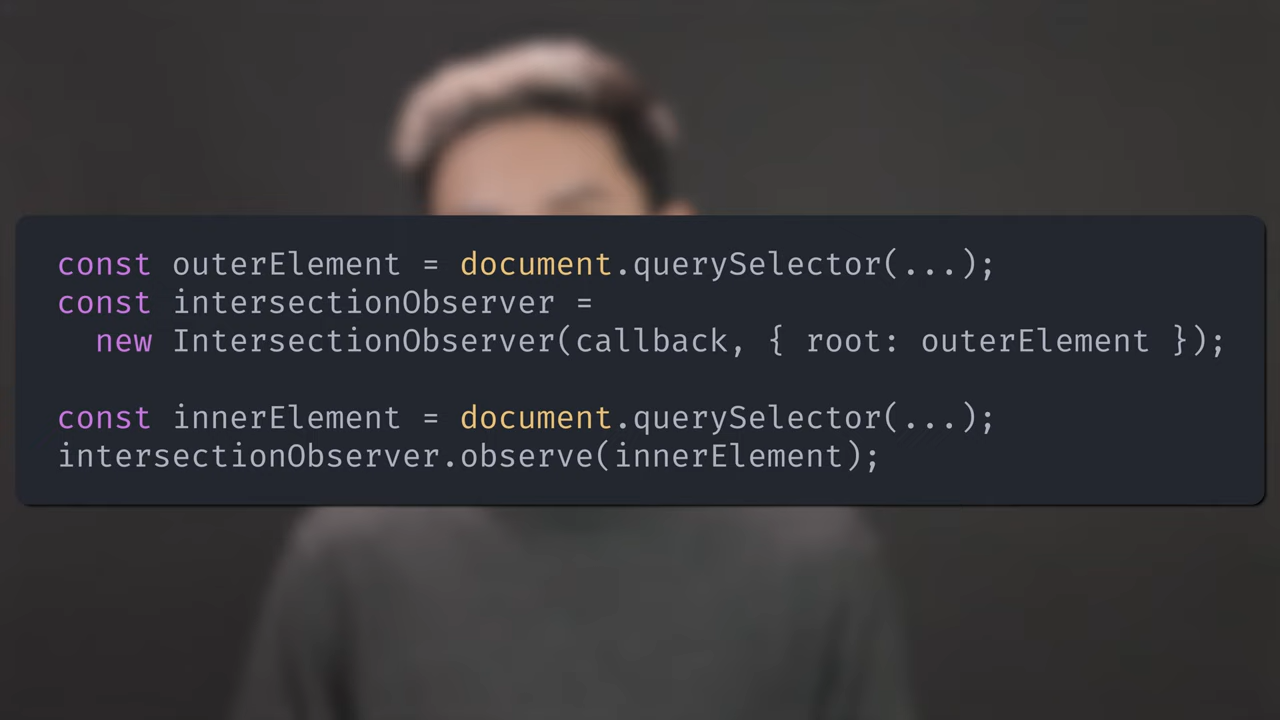 const outerElement = document.querySelector(...);
const intersectionObserver =
new IntersectionObserver(callback, { root: outerElement });
const innerElement = document.querySelector(...);
intersectionObserver.observe(innerElement);